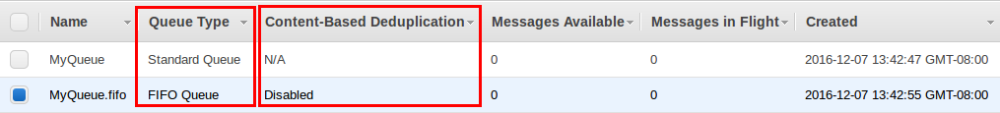 Name Queue Type Content-Based Deduplication Messages Available Messages in Flight Created
MyQueue Standard Queue N/A 0 0 2016-12-07 13:42:47 GMT-08:00
MyQueue.fifo FIFO Queue Disabled 0 0 2016-12-07 13:42:55 GMT-08:00